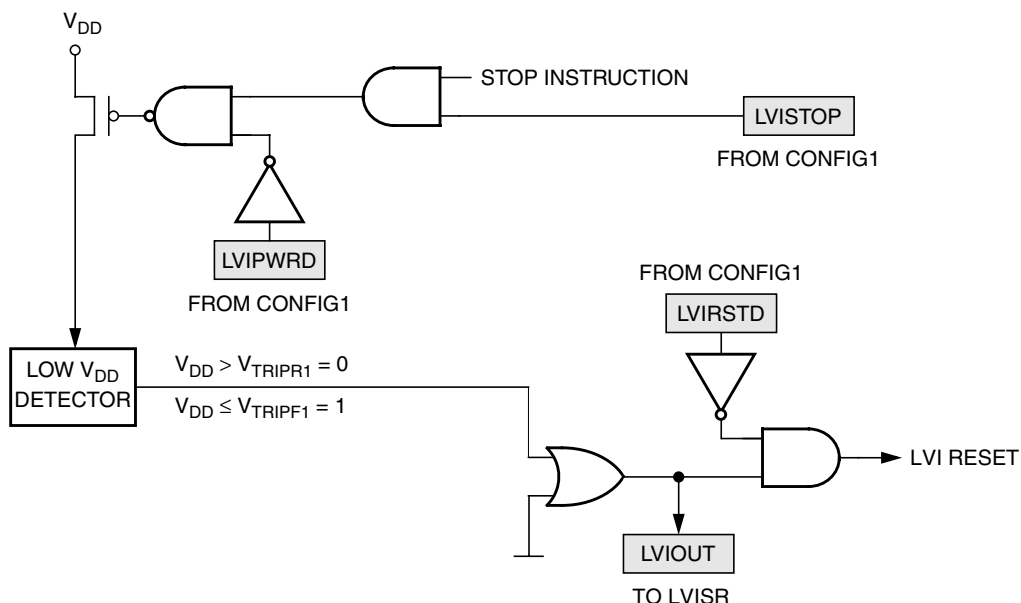 VDD
STOP INSTRUCTION
LVISTOP
FROM CONFIG1
LVIPWRD
FROM CONFIG1
FROM CONFIG1
LVIRSTD
LOW VDD
DETECTOR
VDD > VTRIPR1 = 0
VDD ≤ VTRIPF1 = 1
LVI RESET
LVIOUT
TO LVISR